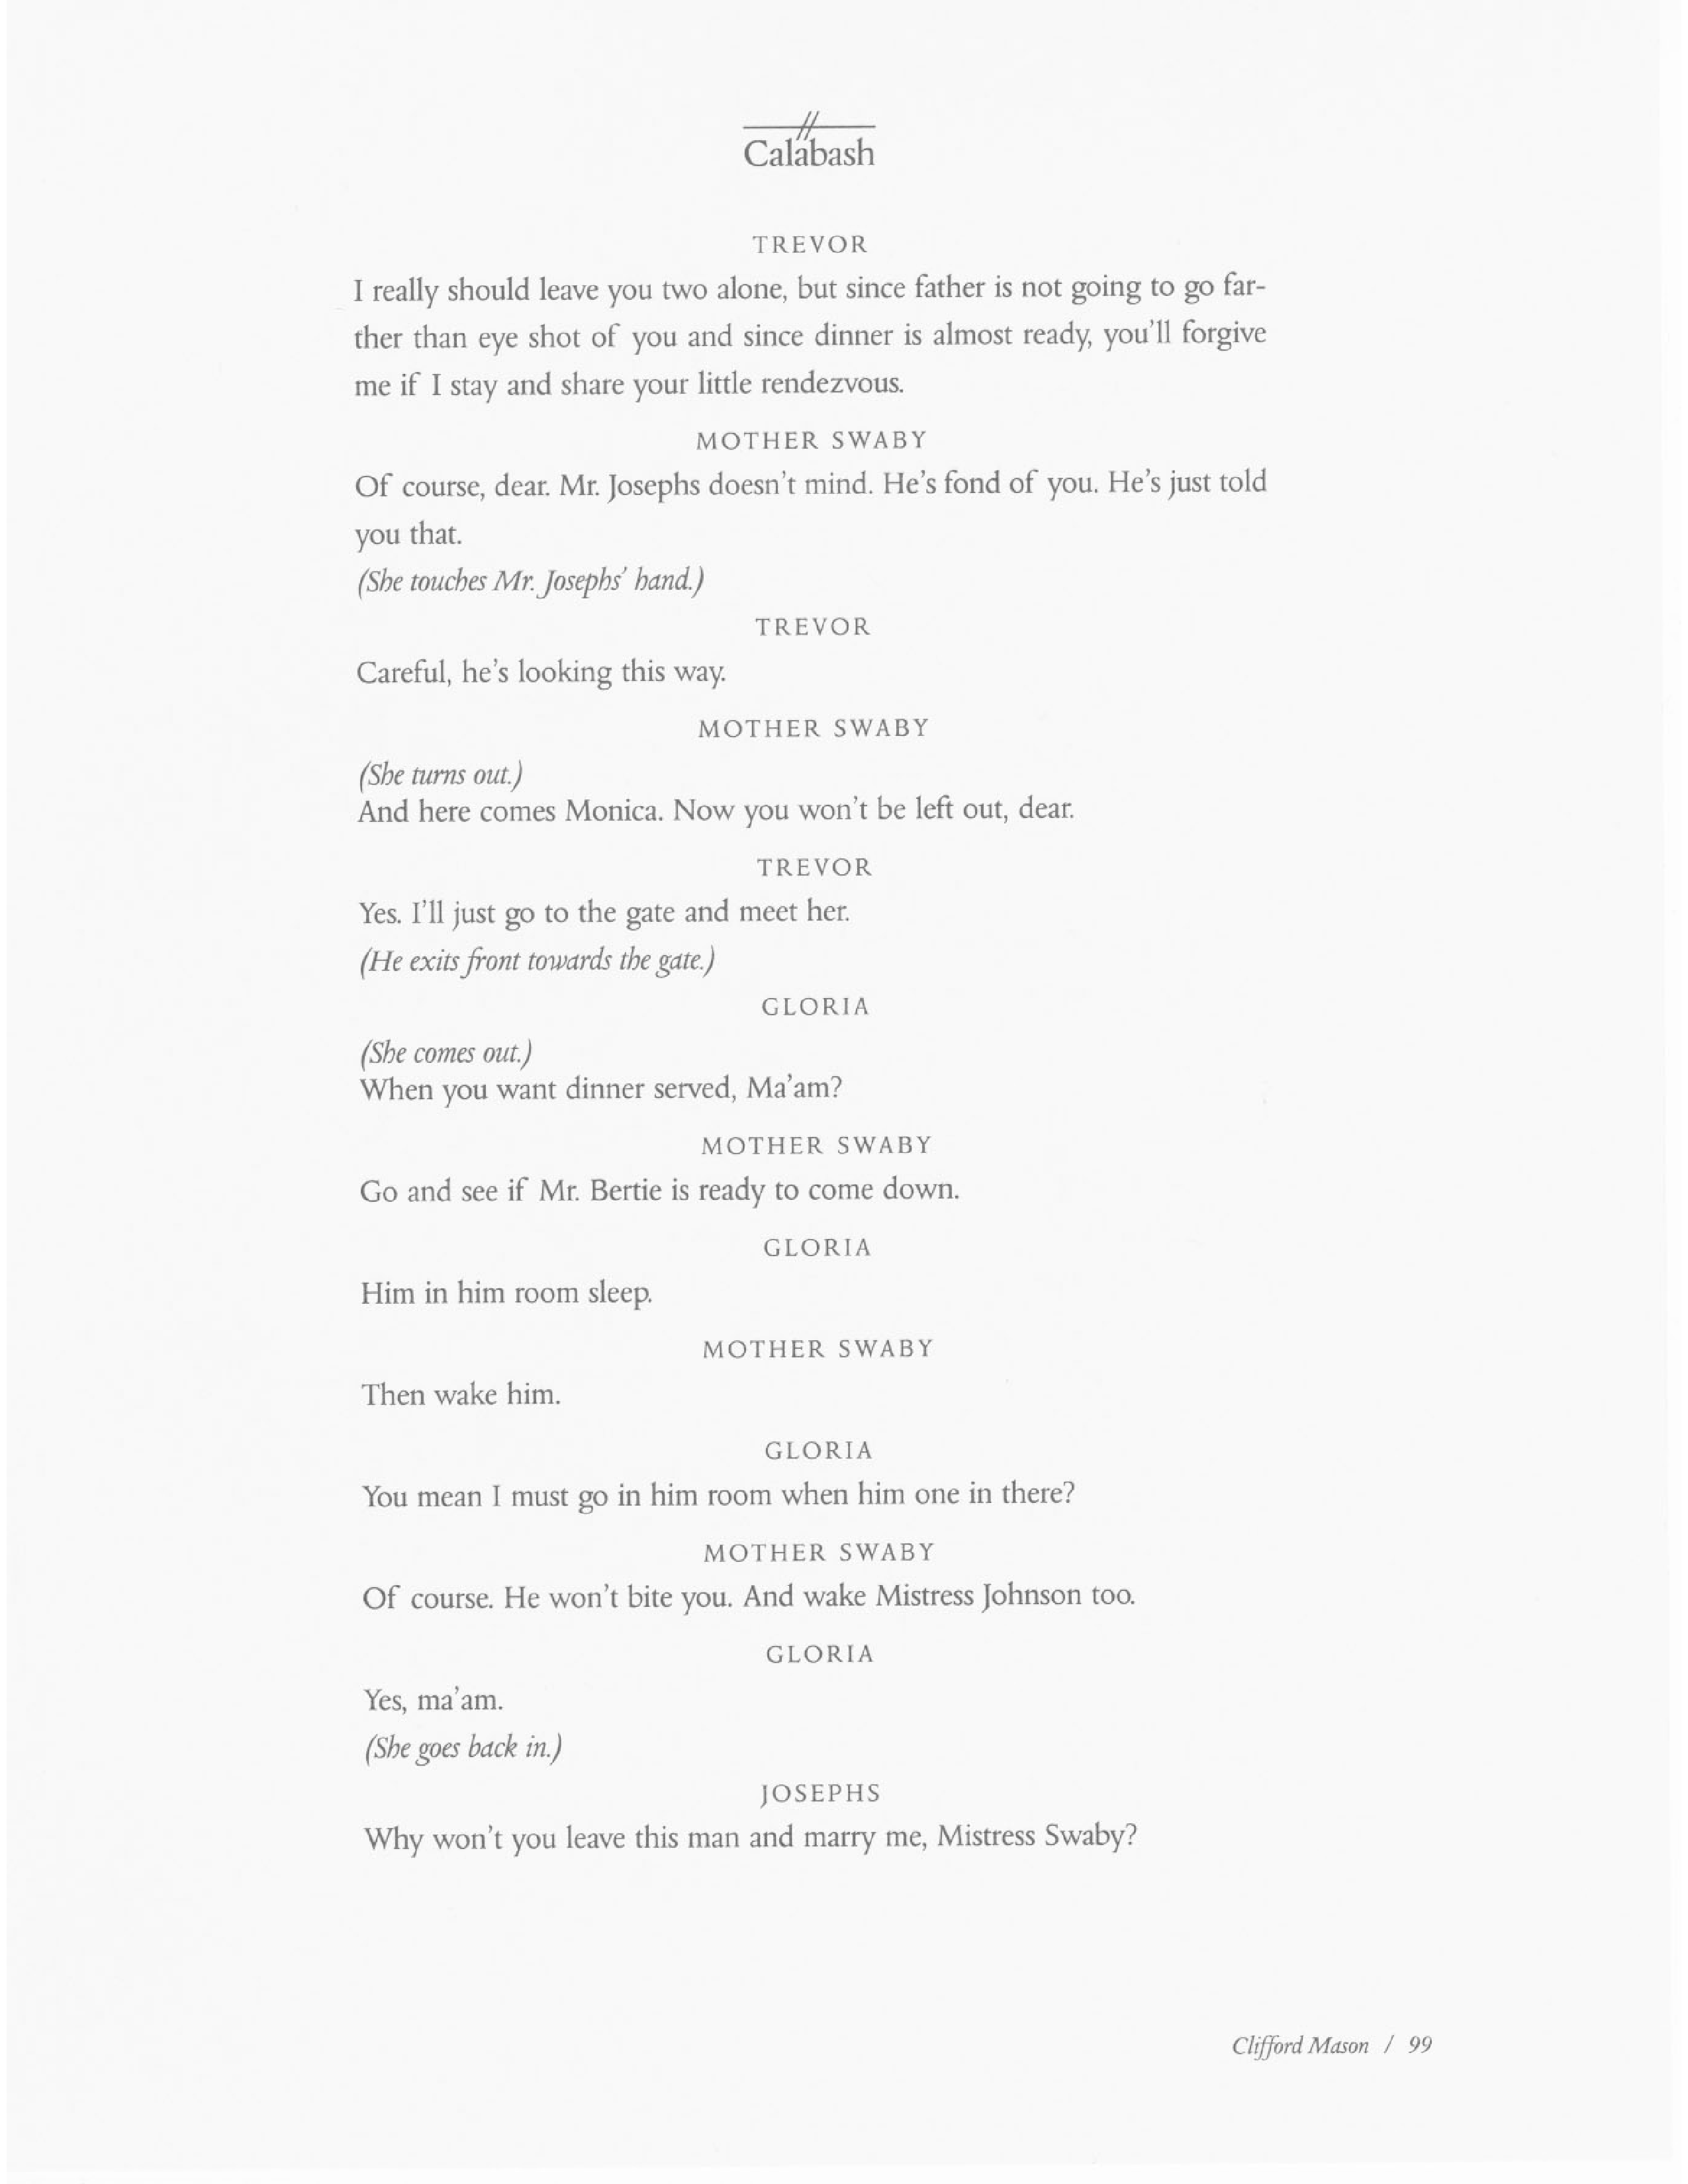 Calabash
TREVOR
I really should leave you two alone, but since father is not going to go far-
ther than eye shot of you and since dinner is almost ready, you'll forgive
me if I stay and share your little rendezvous.
MOTHER SWABY
Of course, dear. Mr. Josephs doesn't mind. He's fond of you. He's just told
you that.
(She touches Mr. Josephs' hand.)
TREVOR
Careful, he's looking this way.
MOTHER SWABY
(She turns out.)
And here comes Monica. Now you won't be left out, dear.
TREVOR
Yes. I'll just go to the gate and meet her.
(He exits front towards the gate.)
GLORIA
(She comes out.)
When you want dinner served, Ma'am?
MOTHER SWABY
Go and see if Mr. Bertie is ready to come down.
GLORIA
Him in him room sleep.
MOTHER SWABY
Then wake him.
GLORIA
You mean I must go in him room when him one in there?
MOTHER SWABY
Of course. He won't bite you. And wake Mistress Johnson too.
GLORIA
Yes, ma'am.
(She goes back in.)
JOSEPHS
Why won't you leave this man and marry me, Mistress Swaby?
Clifford Mason / 99